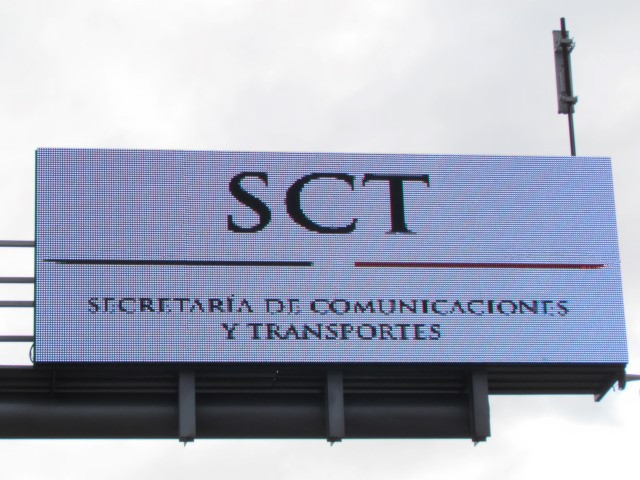 SCT
SECRETARÍA DE COMUNICACIONES
Y TRANSPORTES